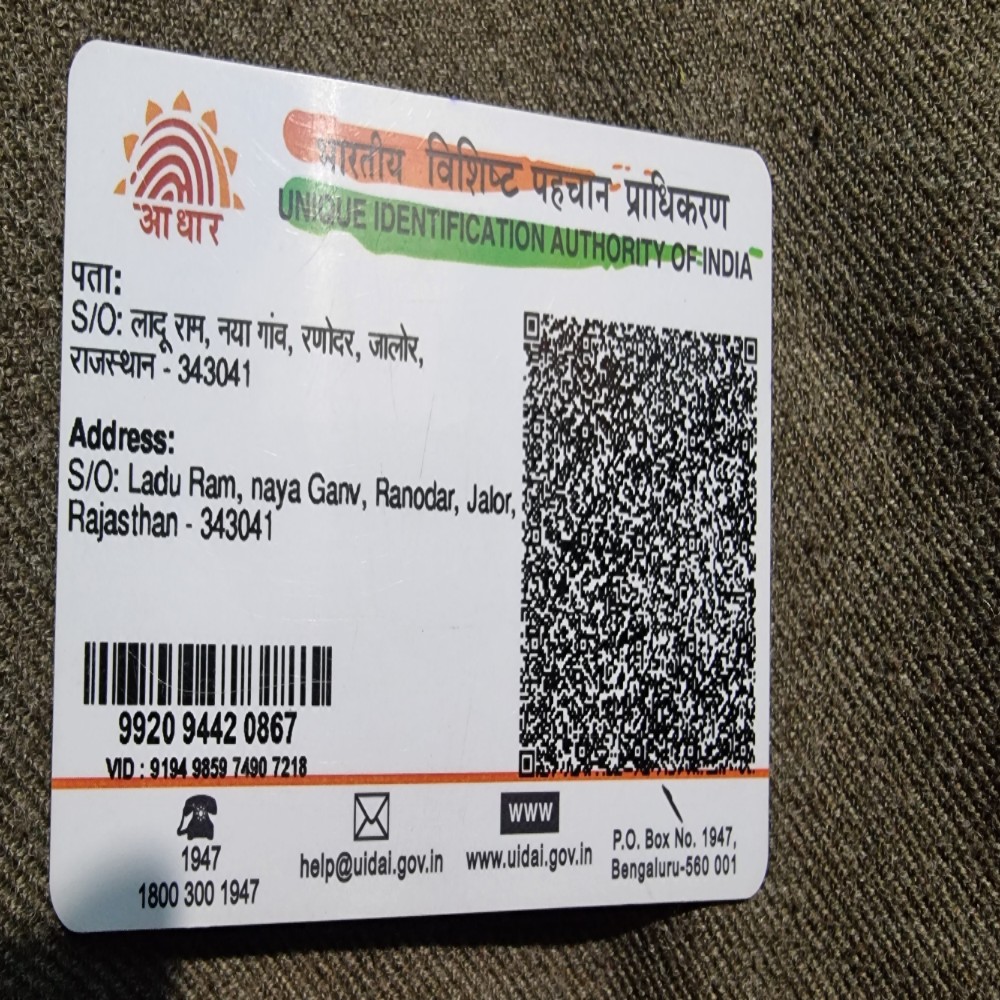 आधार
भारतीय विशिष्ट पहचान प्राधिकरण
UNIQUE IDENTIFICATION AUTHORITY OF INDIA
पता:
S/O: लादू राम, नया गांव, रणोदर, जालोर,
राजस्थान - 343041
Address:
S/O: Ladu Ram, naya Ganv, Ranodar, Jalor,
Rajasthan - 343041
9920 9442 0867
VID : 9194 9859 7490 7218
1947
1800 300 1947
help@uidai.gov.in
WWW
www.uidai.gov.in
P.O. Box No. 1947,
Bengaluru-560 001